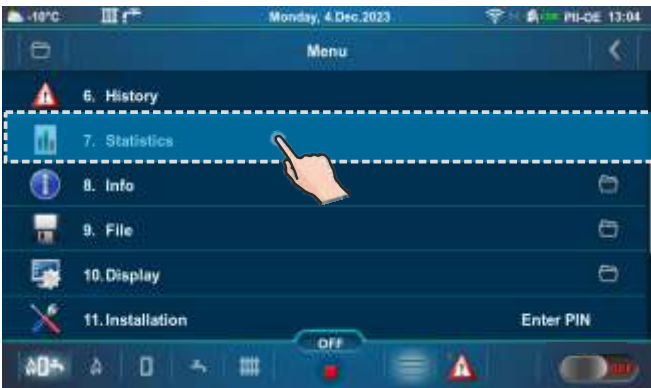 -10°C Monday, 4.Dec.2023 PII-OE 13:04
Menu
6. History
7. Statistics
8. Info
9. File
10. Display
11. Installation Enter PIN
OFF
OFF